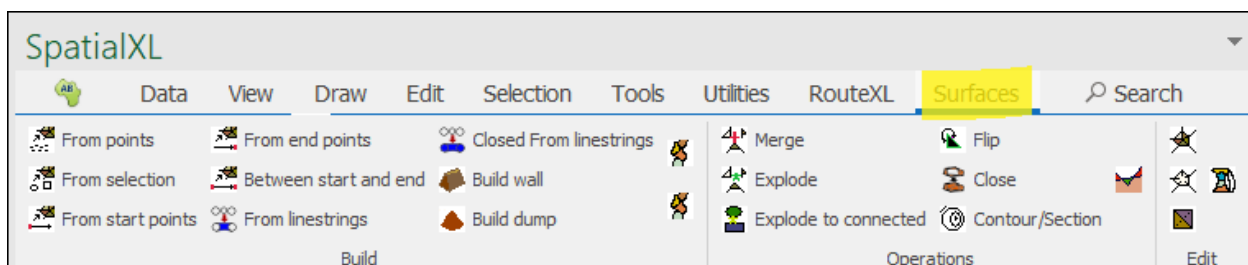 SpatialXL
AB Data View Draw Edit Selection Tools Utilities RouteXL Surfaces Search
From points From end points Closed From linestrings Merge Flip
From selection Between start and end Build wall Explode Close
From start points From linestrings Build dump Explode to connected Contour/Section
Build Operations Edit